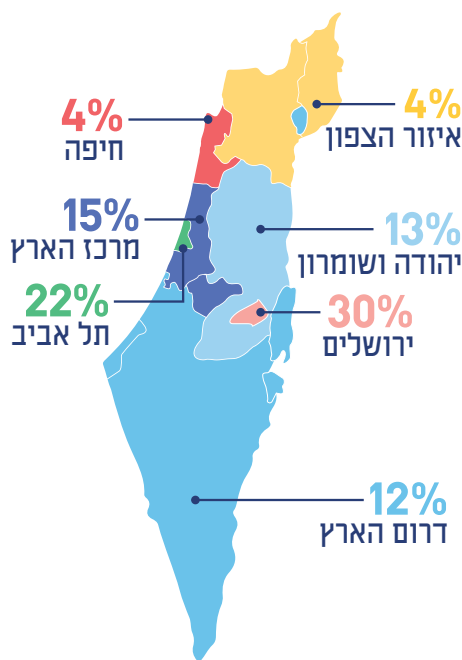 4%
איזור הצפון
4%
חיפה
13%
יהודה ושומרון
15%
מרכז הארץ
30%
ירושלים
22%
תל אביב
12%
דרום הארץ